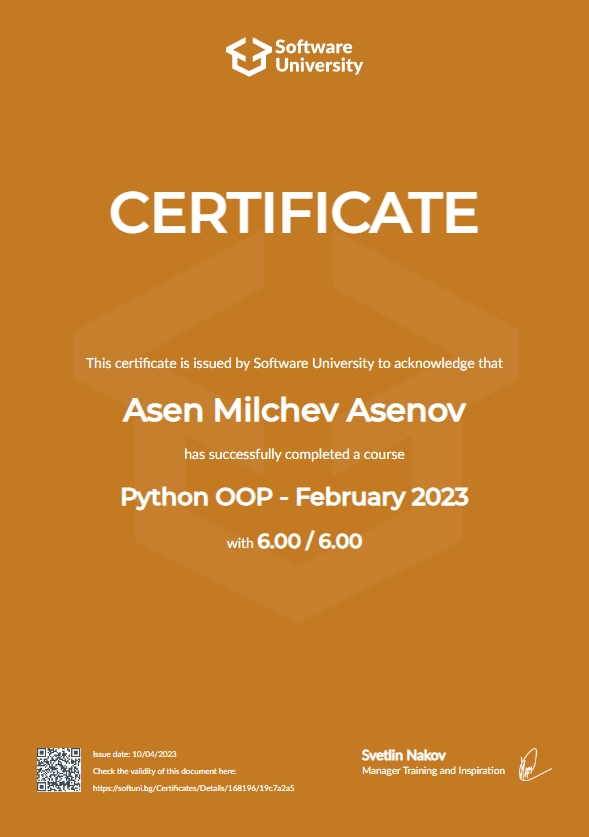 Software
University
CERTIFICATE
This certificate is issued by Software University to acknowledge that
Asen Milchev Asenov
has successfully completed a course
Python OOP - February 2023
with 6.00 / 6.00
Issue date: 10/04/2023
Check the validity of this document here:
https://softuni.bg/Certificates/Details/168196/19c7a2a5
Svetlin Nakov
Manager Training and Inspiration